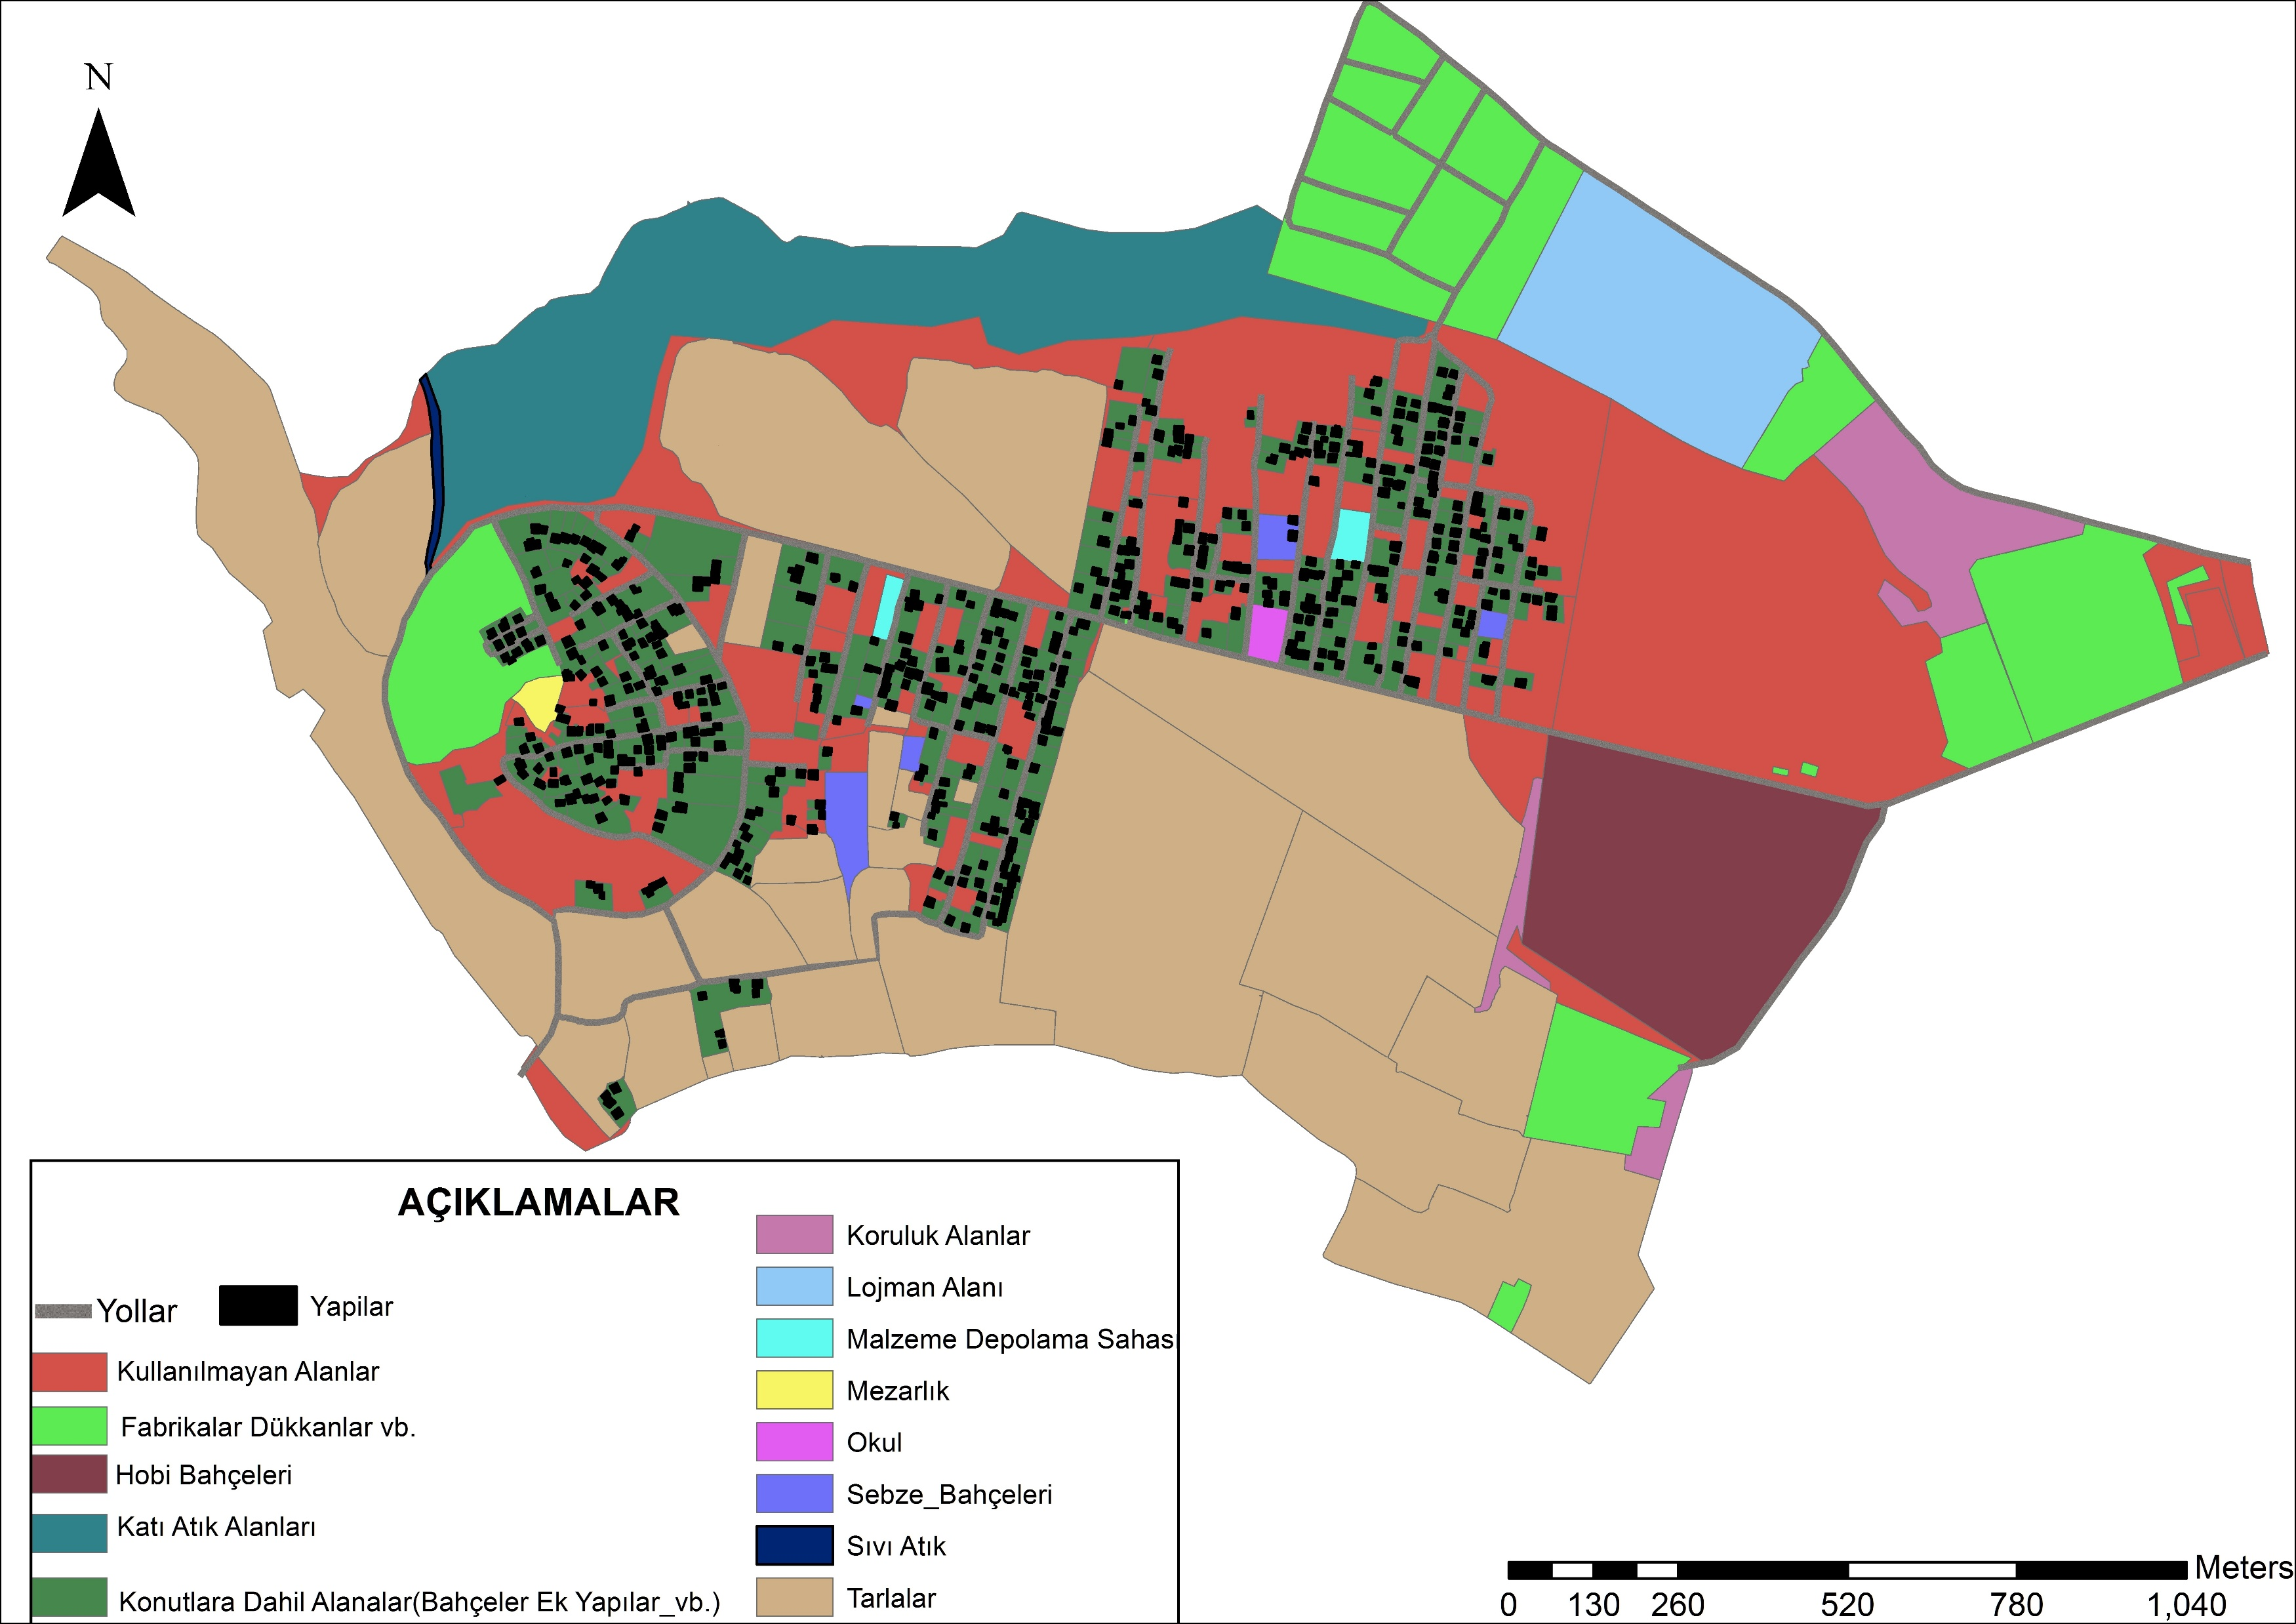 N
AÇIKLAMALAR
Yollar
Yapilar
Kullanılmayan Alanlar
Fabrikalar Dükkanlar vb.
Hobi Bahçeleri
Katı Atık Alanları
Konutlara Dahil Alanalar(Bahçeler Ek Yapılar_vb.)
Koruluk Alanlar
Lojman Alanı
Malzeme Depolama Sahası
Mezarlık
Okul
Sebze_Bahçeleri
Sıvı Atık
Tarlalar
Meters
0 130 260 520 780 1,040